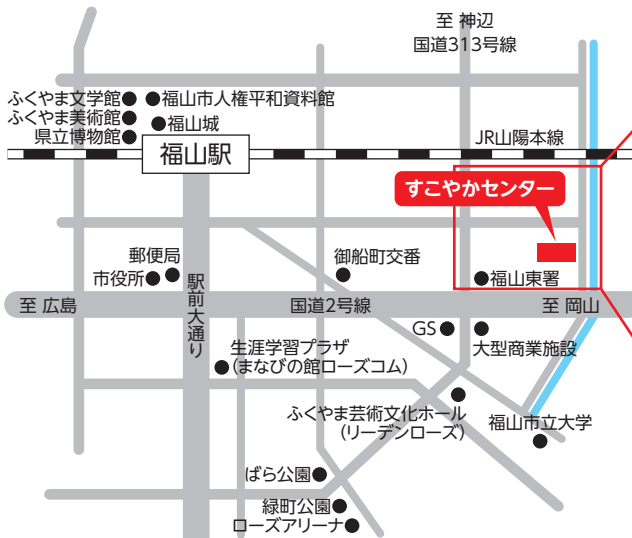 至 神辺
国道313号線
ふくやま文学館
福山市人権平和資料館
ふくやま美術館
福山城
県立博物館
JR山陽本線
福山駅
すこやかセンター
郵便局
御船町交番
市役所
福山東署
駅前大通り
至 広島
国道2号線
至 岡山
GS
大型商業施設
生涯学習プラザ
(まなびの館ローズコム)
ふくやま芸術文化ホール
(リーデンローズ)
福山市立大学
ばら公園
緑町公園
ローズアリーナ